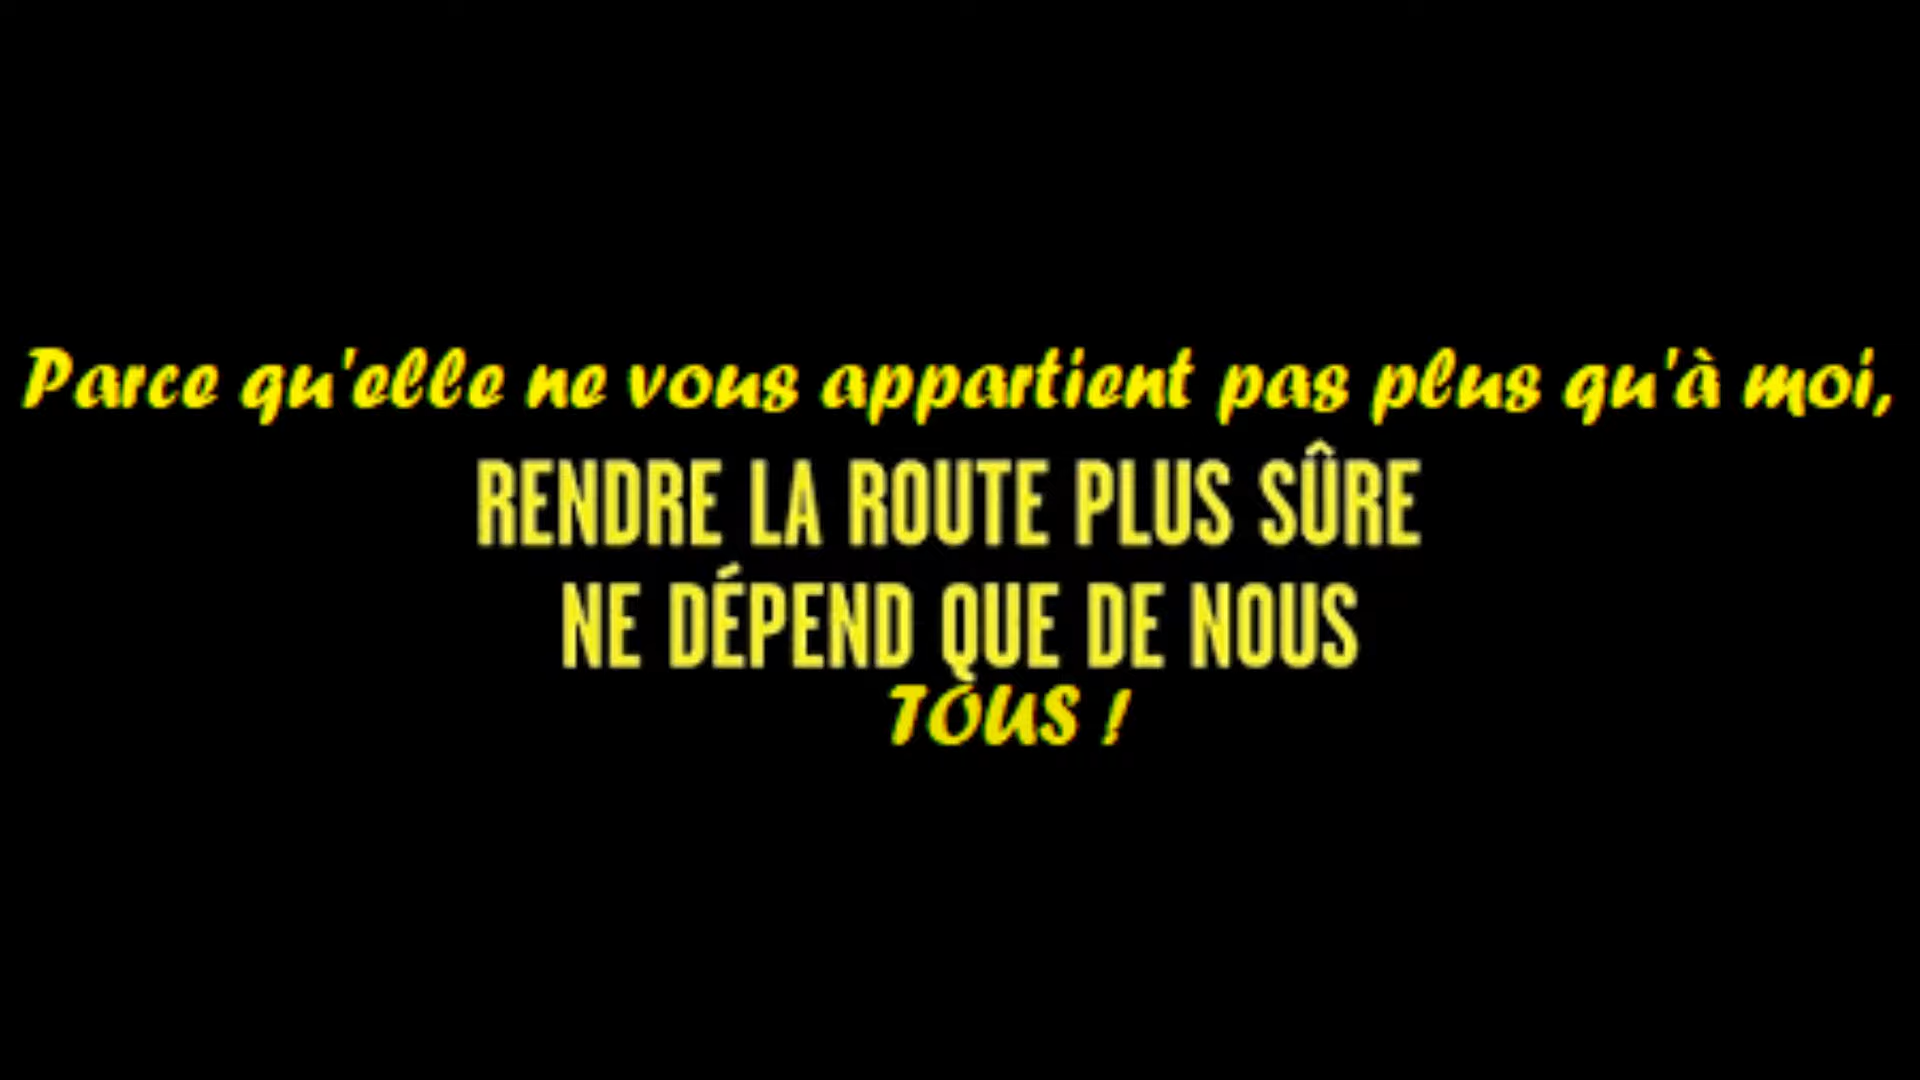 Parce qu'elle ne vous appartient pas plus qu'à moi,
RENDRE LA ROUTE PLUS SÛRE
NE DÉPEND QUE DE NOUS
TOUS !